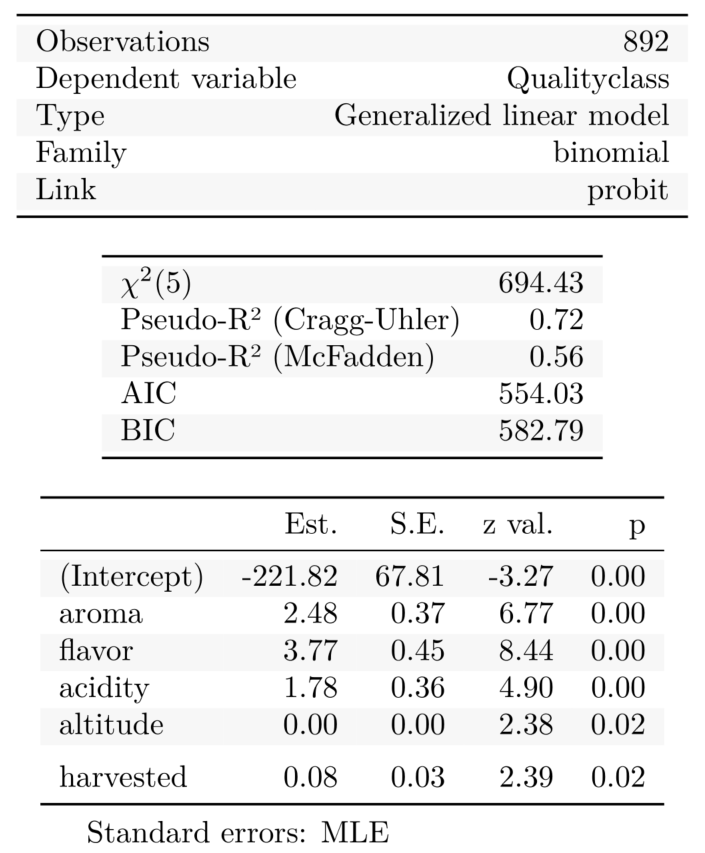 Observations 892
Dependent variable Qualityclass
Type Generalized linear model
Family binomial
Link probit
χ²(5) 694.43
Pseudo-R² (Cragg-Uhler) 0.72
Pseudo-R² (McFadden) 0.56
AIC 554.03
BIC 582.79
Est. S.E. z val. p
(Intercept) -221.82 67.81 -3.27 0.00
aroma 2.48 0.37 6.77 0.00
flavor 3.77 0.45 8.44 0.00
acidity 1.78 0.36 4.90 0.00
altitude 0.00 0.00 2.38 0.02
harvested 0.08 0.03 2.39 0.02
Standard errors: MLE